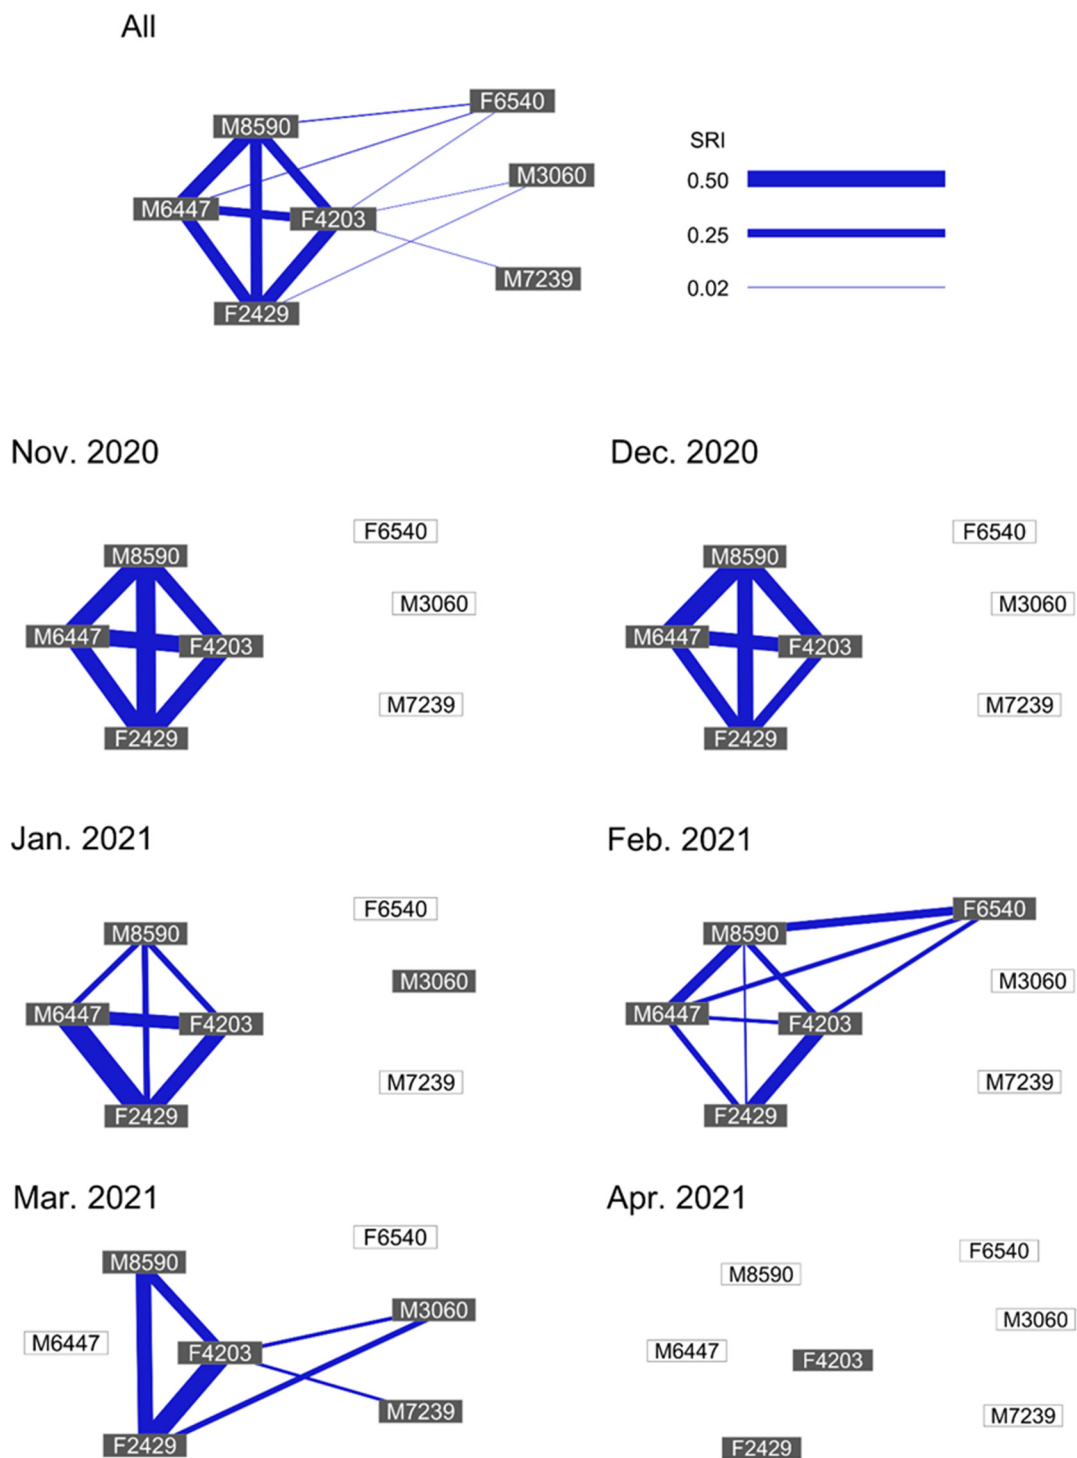 All
F6540
M8590
M3060
M6447
F4203
M7239
F2429
SRI
0.50
0.25
0.02
Nov. 2020
F6540
M8590
M3060
M6447
F4203
M7239
F2429
Dec. 2020
F6540
M8590
M3060
M6447
F4203
M7239
F2429
Jan. 2021
F6540
M8590
M3060
M6447
F4203
M7239
F2429
Feb. 2021
F6540
M8590
M3060
M6447
F4203
M7239
F2429
Mar. 2021
F6540
M8590
M3060
M6447
F4203
M7239
F2429
Apr. 2021
F6540
M8590
M3060
M6447
F4203
M7239
F2429